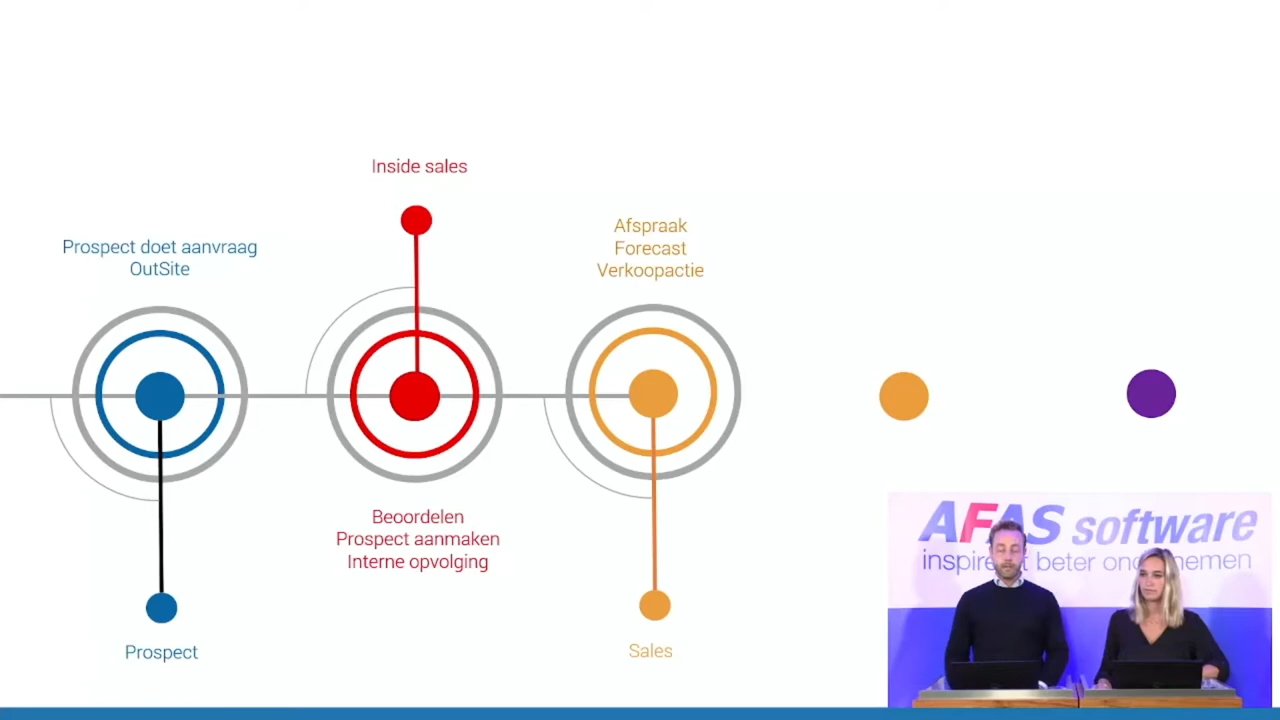 Inside sales
Afspraak
Forecast
Verkoopactie
Prospect doet aanvraag
OutSite
Beoordelen
Prospect aanmaken
Interne opvolging
Prospect
Sales
AFAS software
inspireert beter ondernemen